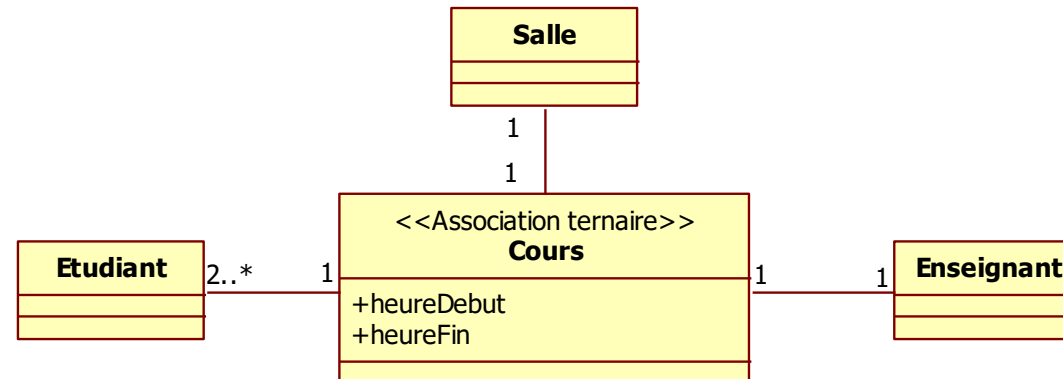 Salle
1
1
<<Association ternaire>>
Cours
Etudiant
2..*
1
1
1
Enseignant
+heureDebut
+heureFin